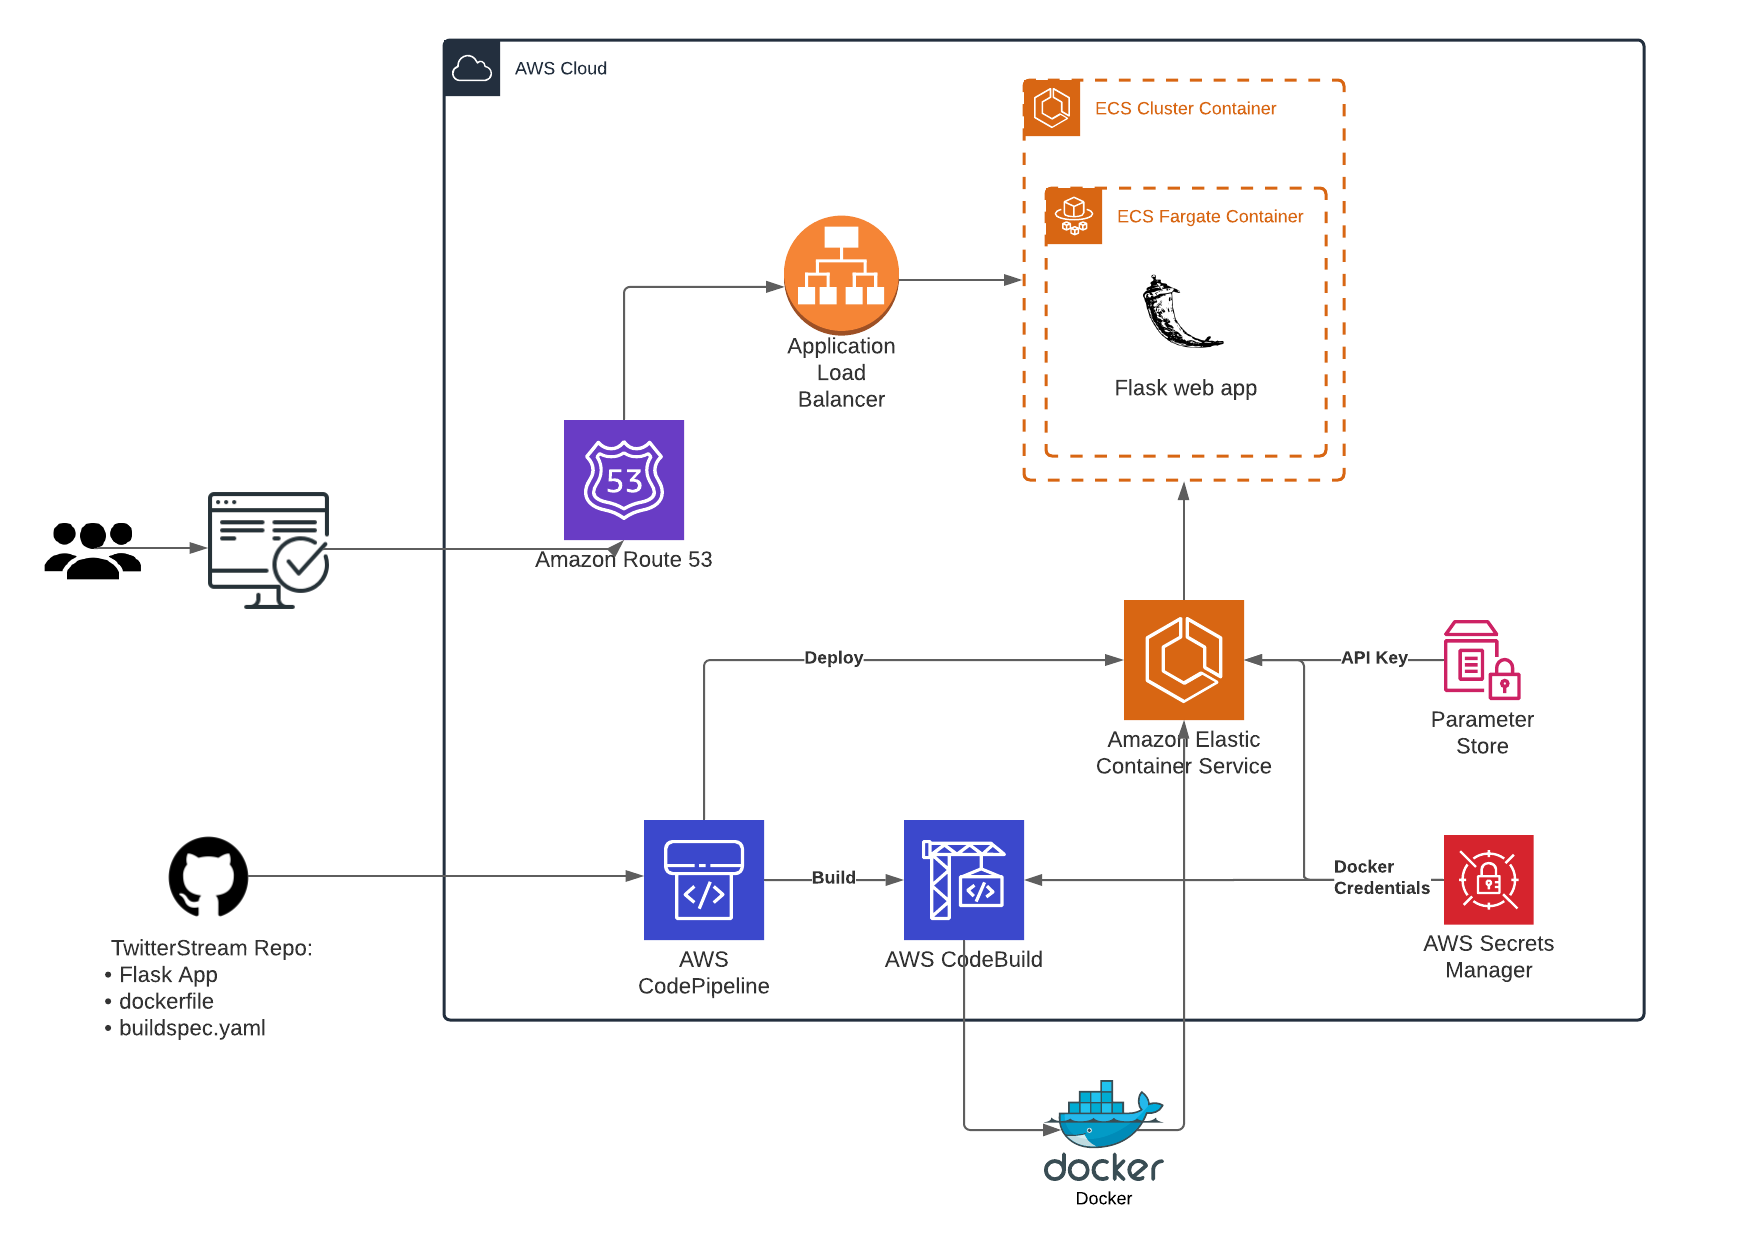 AWS Cloud
ECS Cluster Container
ECS Fargate Container
Flask web app
Application
Load
Balancer
53
Amazon Route 53
Deploy
API Key
Parameter
Store
Amazon Elastic
Container Service
Build
Docker
Credentials
AWS
CodePipeline
AWS CodeBuild
AWS Secrets
Manager
TwitterStream Repo:
• Flask App
• dockerfile
• buildspec.yaml
docker
Docker